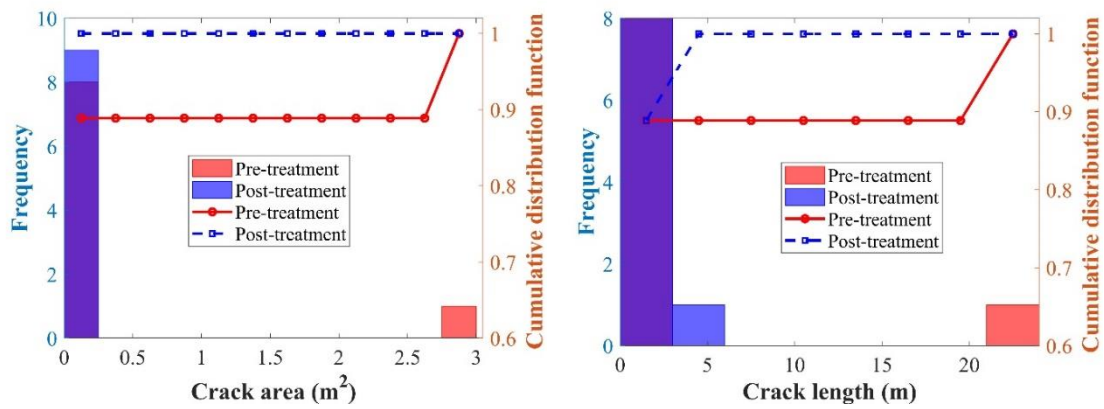 10
8
6
4
2
0
Frequency
1
0.9
0.8
0.7
0.6
Cumulative distribution function
Pre-treatment
Post-treatment
Pre-treatment
Post-treatment
0 0.5 1 1.5 2 2.5 3
Crack area (m²)
8
6
4
2
0
Frequency
1
0.9
0.8
0.7
0.6
Cumulative distribution function
Pre-treatment
Post-treatment
Pre-treatment
Post-treatment
0 5 10 15 20
Crack length (m)